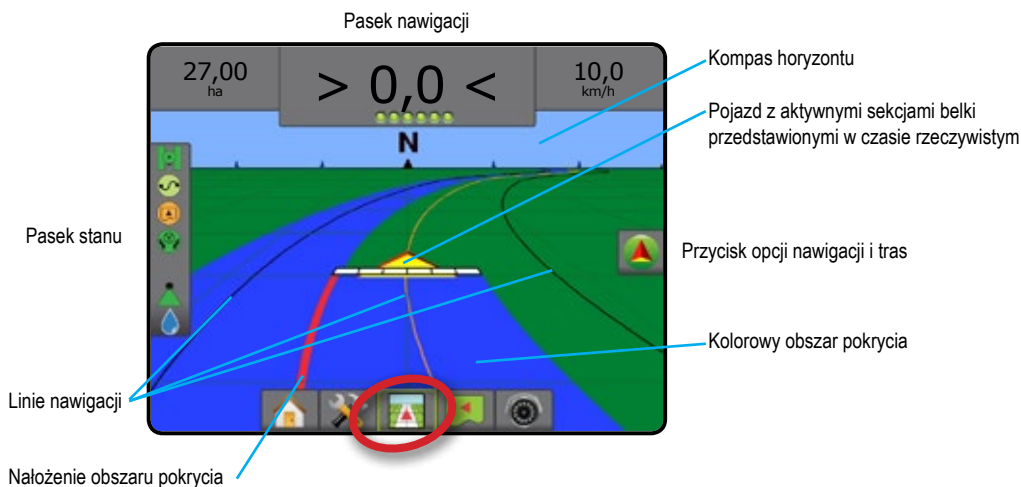 Pasek nawigacji
27,00
ha
> 0,0 <
10,0
km/h
N
Kompas horyzontu
Pojazd z aktywnymi sekcjami belki
przedstawionymi w czasie rzeczywistym
Pasek stanu
Przycisk opcji nawigacji i tras
Kolorowy obszar pokrycia
Linie nawigacji
Nałożenie obszaru pokrycia